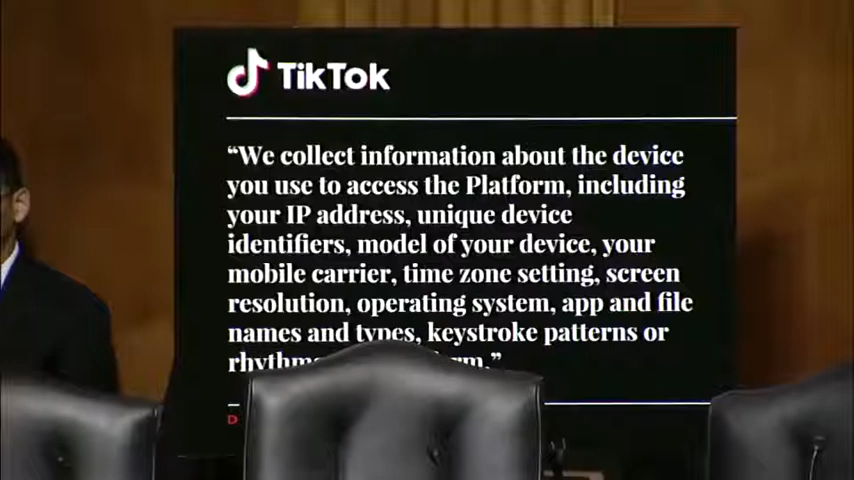 TikTok
“We collect information about the device
you use to access the Platform, including
your IP address, unique device
identifiers, model of your device, your
mobile carrier, time zone setting, screen
resolution, operating system, app and file
names and types, keystroke patterns or